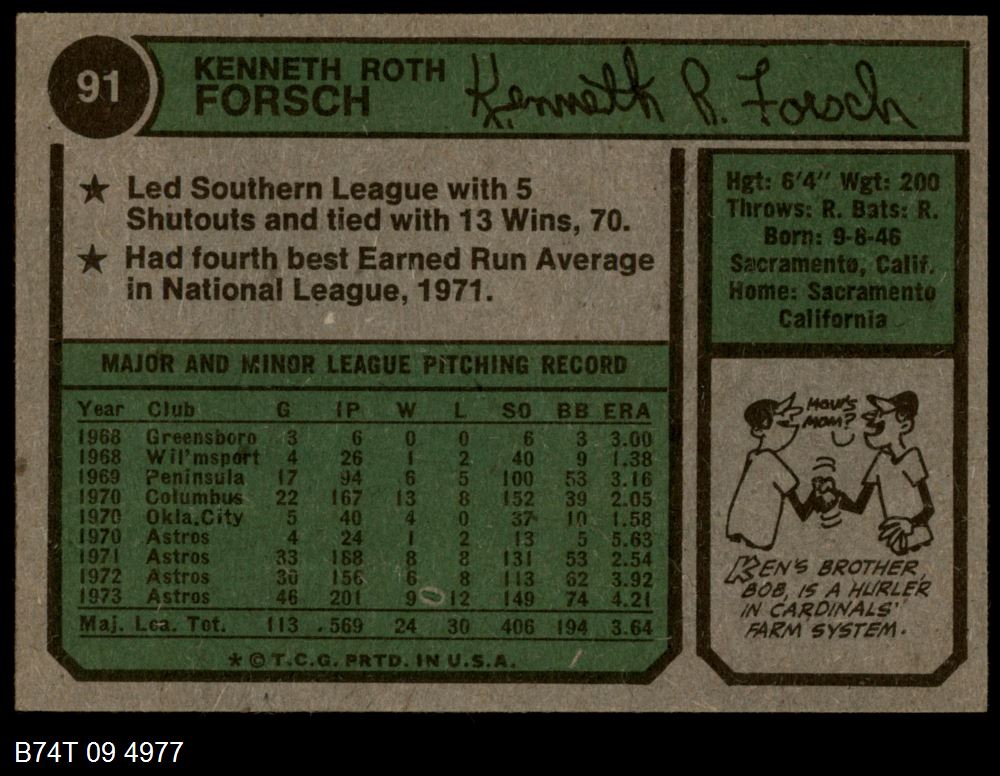 91
KENNETH ROTH
FORSCH
Kenneth R. Forsch
★ Led Southern League with 5
Shutouts and tied with 13 Wins, 70.
★ Had fourth best Earned Run Average
in National League, 1971.
Hgt: 6'4" Wgt: 200
Throws: R. Bats: R.
Born: 9-8-46
Sacramento, Calif.
Home: Sacramento
California
MAJOR AND MINOR LEAGUE PITCHING RECORD
Year Club G IP W L SO BB ERA
1968 Greensboro 3 6 0 0 6 3 3.00
1968 Wil'msport 4 26 1 2 40 9 1.38
1969 Peninsula 17 94 6 5 100 53 3.16
1970 Columbus 22 167 13 8 152 39 2.05
1970 Okla.City 5 40 4 0 37 10 1.58
1970 Astros 4 24 1 2 13 5 5.63
1971 Astros 33 188 8 8 131 53 2.54
1972 Astros 30 156 6 8 113 62 3.92
1973 Astros 46 201 9 12 149 74 4.21
Maj. Lea. Tot. 113 569 24 30 406 194 3.64
* © T.C.G. PRTD. IN U.S.A.
HOW'S
MOM?
KEN'S BROTHER,
BOB, IS A HURLER
IN CARDINALS'
FARM SYSTEM.
B74T 09 4977